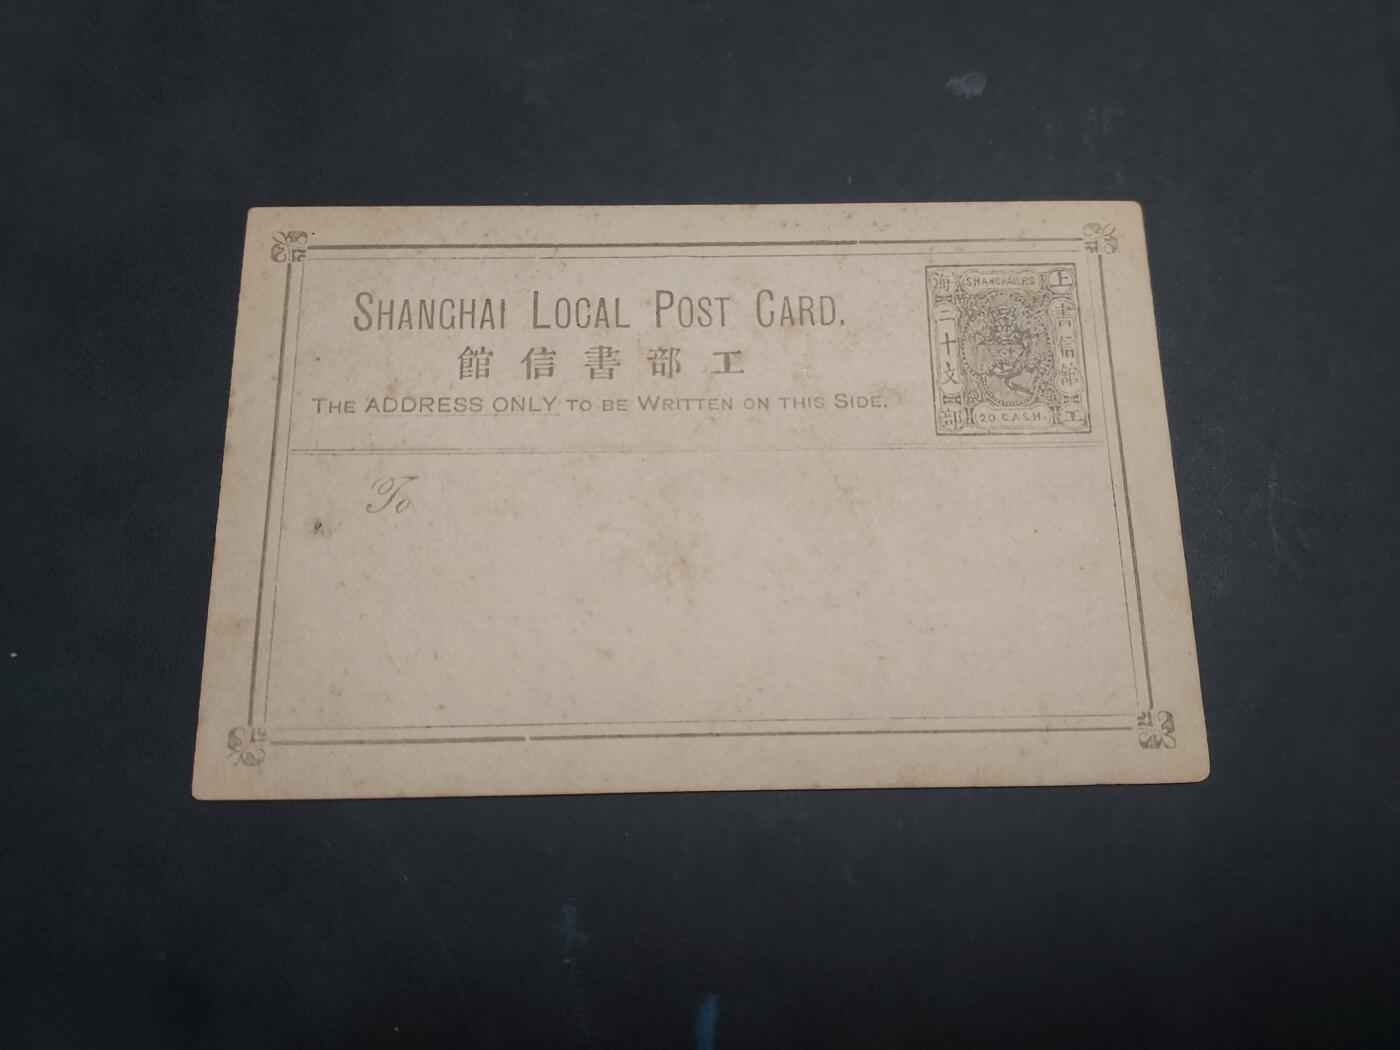 SHANGHAI LOCAL POST CARD.
館信書部工
THE ADDRESS ONLY TO BE WRITTEN ON THIS SIDE.
To
SHANGHAI P.O
上
書
信
館
工
海
二
十
文
部
20 CASH.